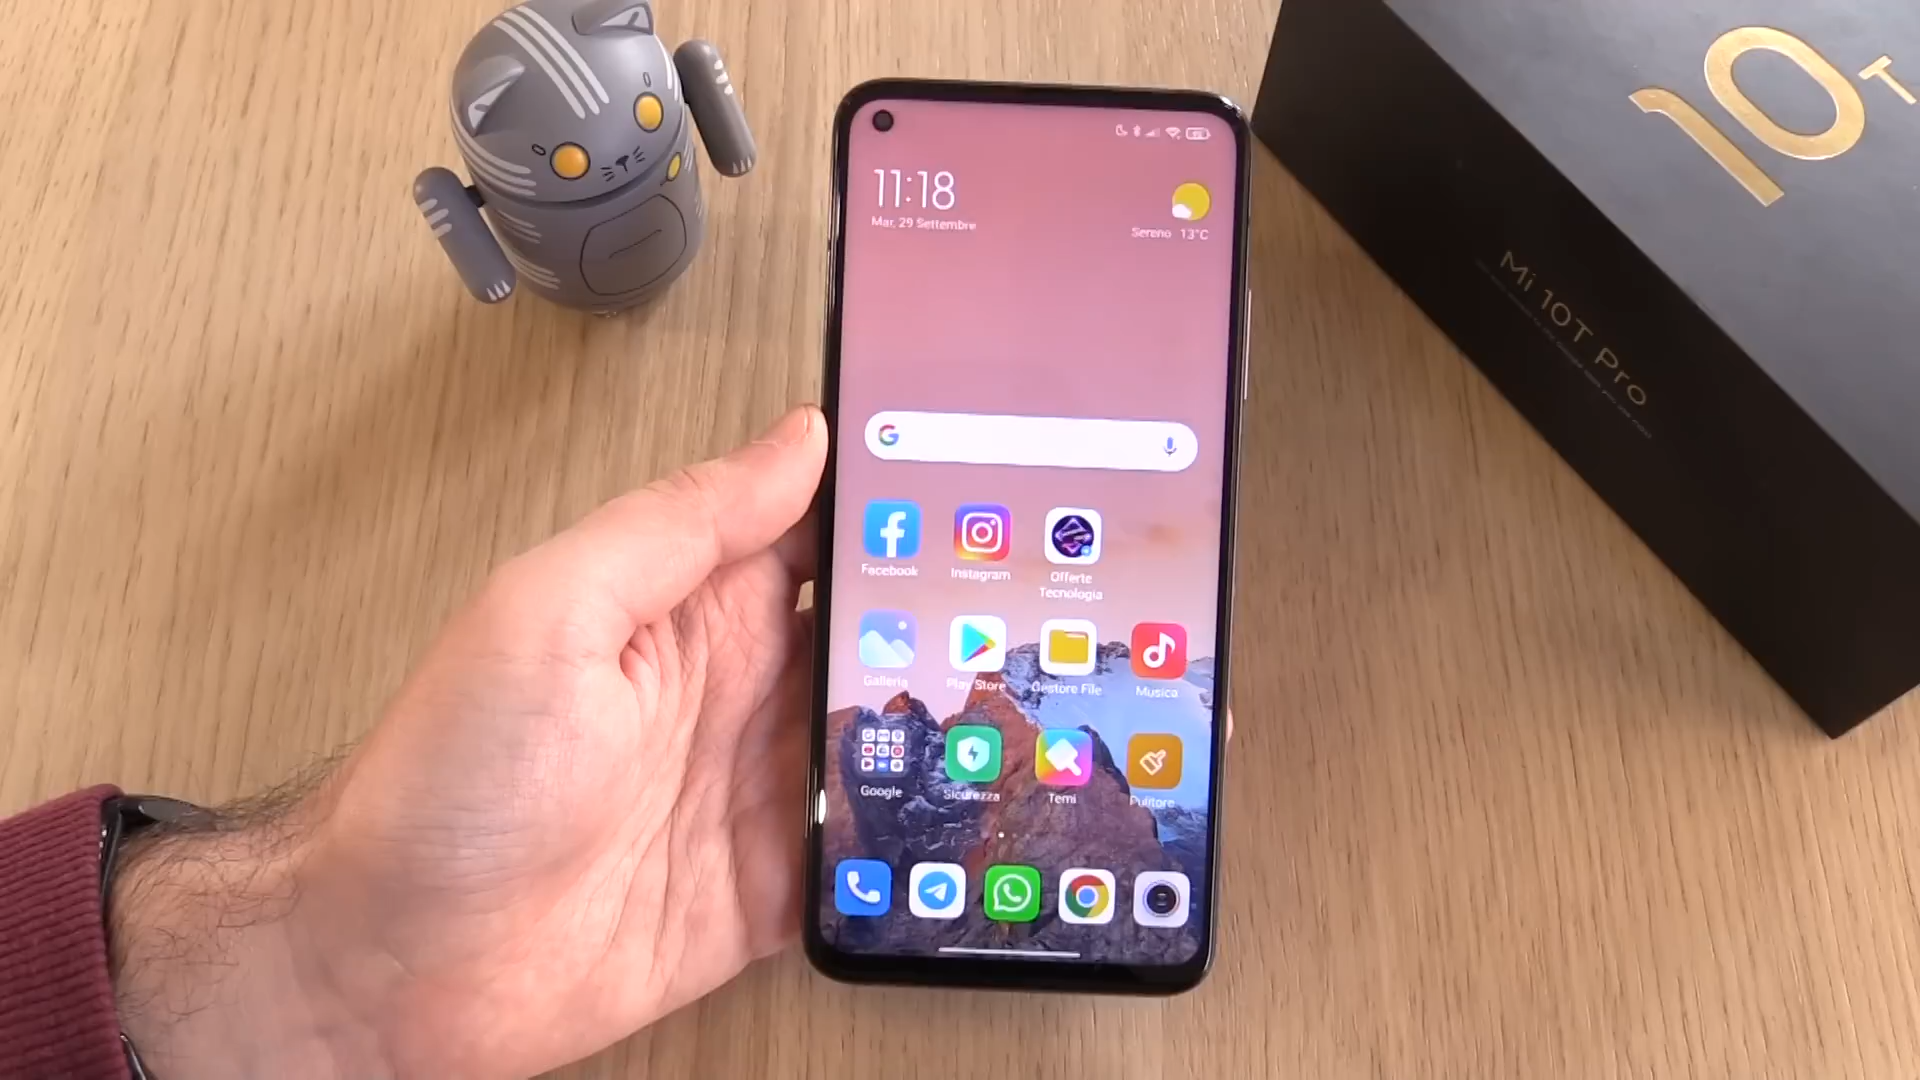 11:18
Mar, 29 Settembre
Sereno 13°C
Facebook
Instagram
Offerte
Tecnologia
Galleria
Play Store
Gestore File
Musica
Google
Sicurezza
Temi
Pulitore
10T
Mi 10T Pro